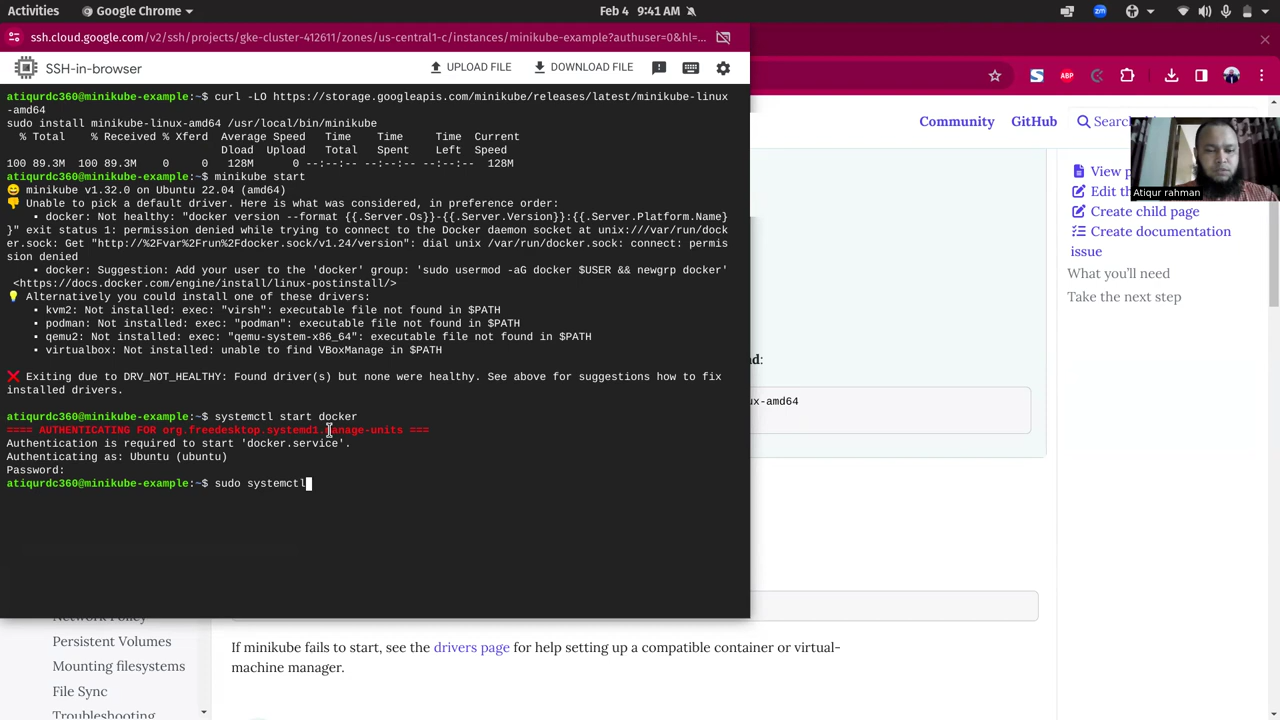 Activities
Google Chrome
Feb 4 9:41 AM
ssh.cloud.google.com/v2/ssh/projects/gke-cluster-412611/zones/us-central1-c/instances/minikube-example?authuser=0&hl=...
SSH-in-browser
UPLOAD FILE
DOWNLOAD FILE
atiqurdc360@minikube-example:~$ curl -LO https://storage.googleapis.com/minikube/releases/latest/minikube-linux
-amd64
sudo install minikube-linux-amd64 /usr/local/bin/minikube
% Total % Received % Xferd Average Speed Time Time Time Current
Dload Upload Total Spent Left Speed
100 89.3M 100 89.3M 0 0 128M 0 --:--:-- --:--:-- --:--:-- 128M
atiqurdc360@minikube-example:~$ minikube start
😄 minikube v1.32.0 on Ubuntu 22.04 (amd64)
👎 Unable to pick a default driver. Here is what was considered, in preference order:
• docker: Not healthy: "docker version --format {{.Server.Os}}-{{.Server.Version}}:{{.Server.Platform.Name}
}" exit status 1: permission denied while trying to connect to the Docker daemon socket at unix:///var/run/dock
er.sock: Get "http://%2Fvar%2Frun%2Fdocker.sock/v1.24/version": dial unix /var/run/docker.sock: connect: permis
sion denied
• docker: Suggestion: Add your user to the 'docker' group: 'sudo usermod -aG docker $USER && newgrp docker'
<https://docs.docker.com/engine/install/linux-postinstall/>
💡 Alternatively you could install one of these drivers:
• kvm2: Not installed: exec: "virsh": executable file not found in $PATH
• podman: Not installed: exec: "podman": executable file not found in $PATH
• qemu2: Not installed: exec: "qemu-system-x86_64": executable file not found in $PATH
• virtualbox: Not installed: unable to find VBoxManage in $PATH
❌ Exiting due to DRV_NOT_HEALTHY: Found driver(s) but none were healthy. See above for suggestions how to fix
installed drivers.
atiqurdc360@minikube-example:~$ systemctl start docker
==== AUTHENTICATING FOR org.freedesktop.systemd1.manage-units ===
Authentication is required to start 'docker.service'.
Authenticating as: Ubuntu (ubuntu)
Password:
atiqurdc360@minikube-example:~$ sudo systemctl
ABP
Community
GitHub
Atiqur rahman
Create child page
Create documentation
issue
What you'll need
Take the next step
Persistent Volumes
Mounting filesystems
File Sync
Troubleshooting
If minikube fails to start, see the drivers page for help setting up a compatible container or virtual-
machine manager.